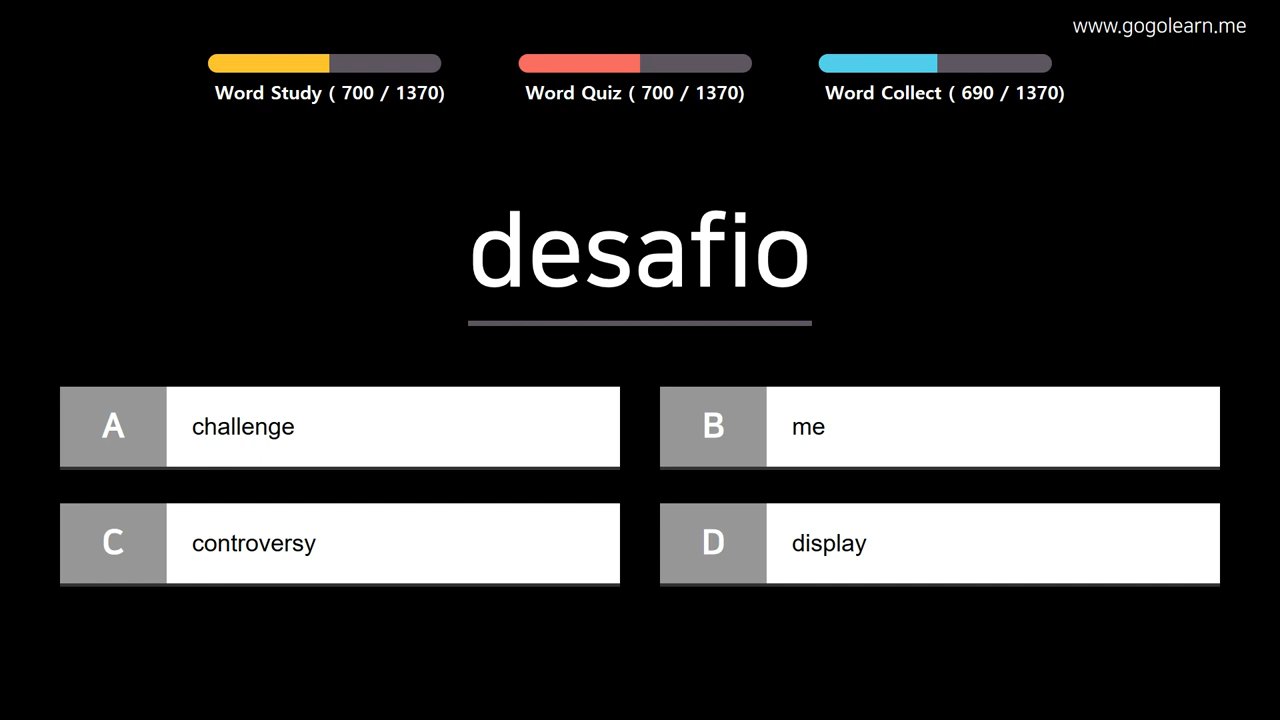 www.gogolearn.me
Word Study ( 700 / 1370)
Word Quiz ( 700 / 1370)
Word Collect ( 690 / 1370)
desafio
A challenge
B me
C controversy
D display